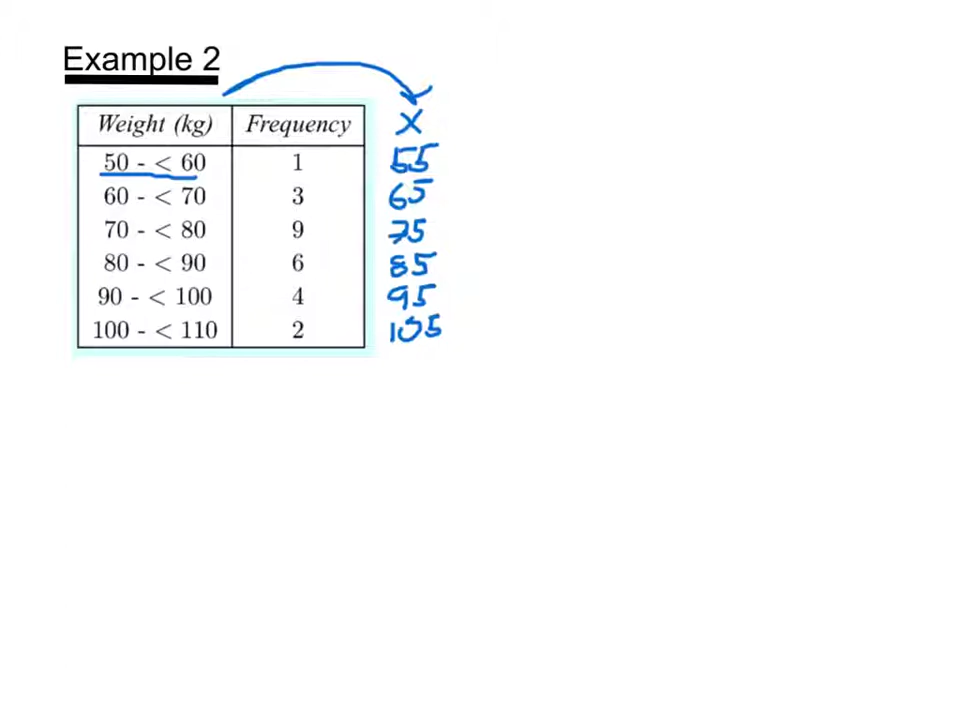 Example 2
Weight (kg) Frequency x
50 - < 60 1 55
60 - < 70 3 65
70 - < 80 9 75
80 - < 90 6 85
90 - < 100 4 95
100 - < 110 2 105